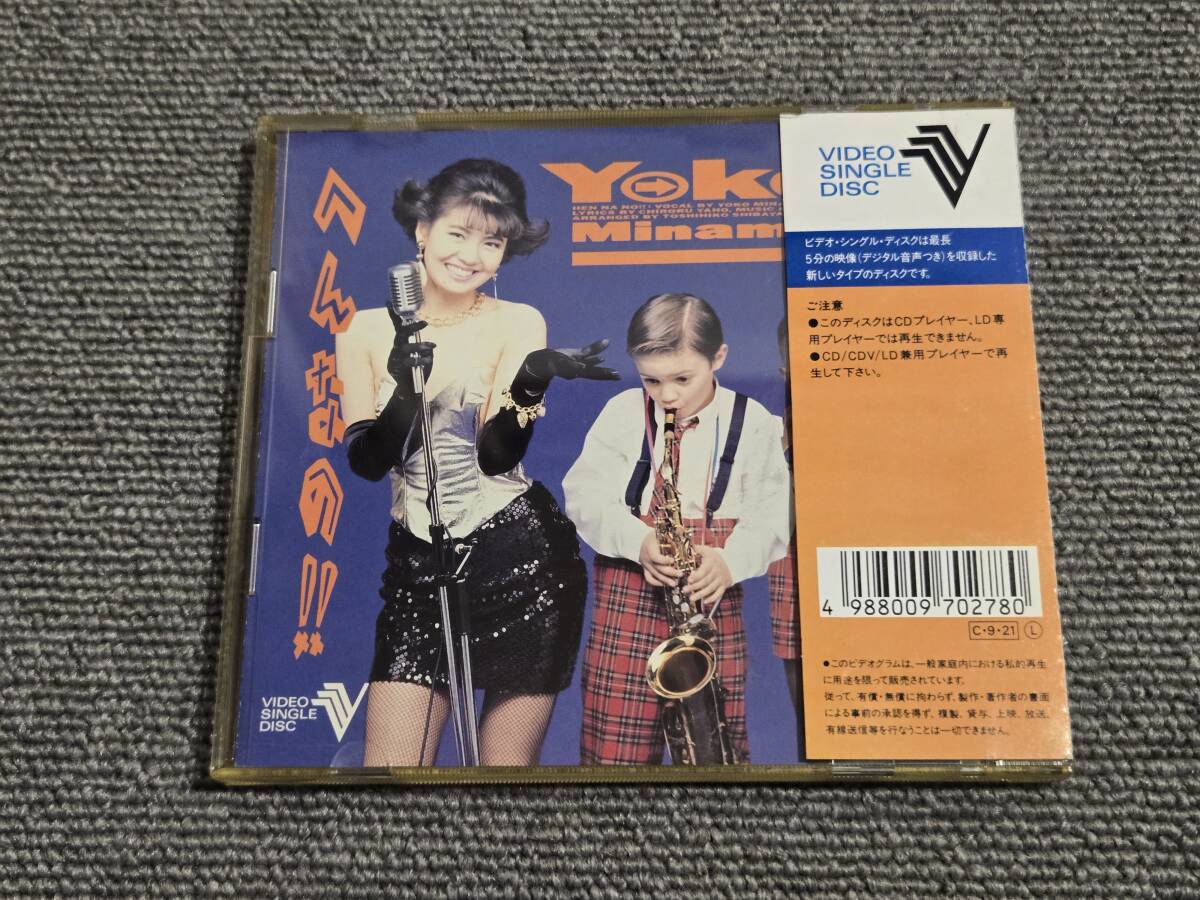 へんなの!!
Yoko
HEN NA NO!!: VOCAL BY YOKO MINA
LYRICS BY CHIRORU YAHO, MUSIC
ARRANGED BY TOSHIHIKO SHIBAYA
Minam
VIDEO
SINGLE
DISC
VIDEO
SINGLE
DISC
ビデオ・シングル・ディスクは最長
5分の映像(デジタル音声つき)を収録した
新しいタイプのディスクです。
ご注意
●このディスクはCDプレイヤー、LD専
用プレイヤーでは再生できません。
●CD/CDV/LD兼用プレイヤーで再
生して下さい。
4 988009 702780
C・9・21 L
●このビデオグラムは、一般家庭内における私的再生
に用途を限って販売されています。
従って、有償・無償に拘わらず、製作・著作者の書面
による事前の承認を得ず、複製、貸与、上映、放送、
有線送信等を行なうことは一切できません。